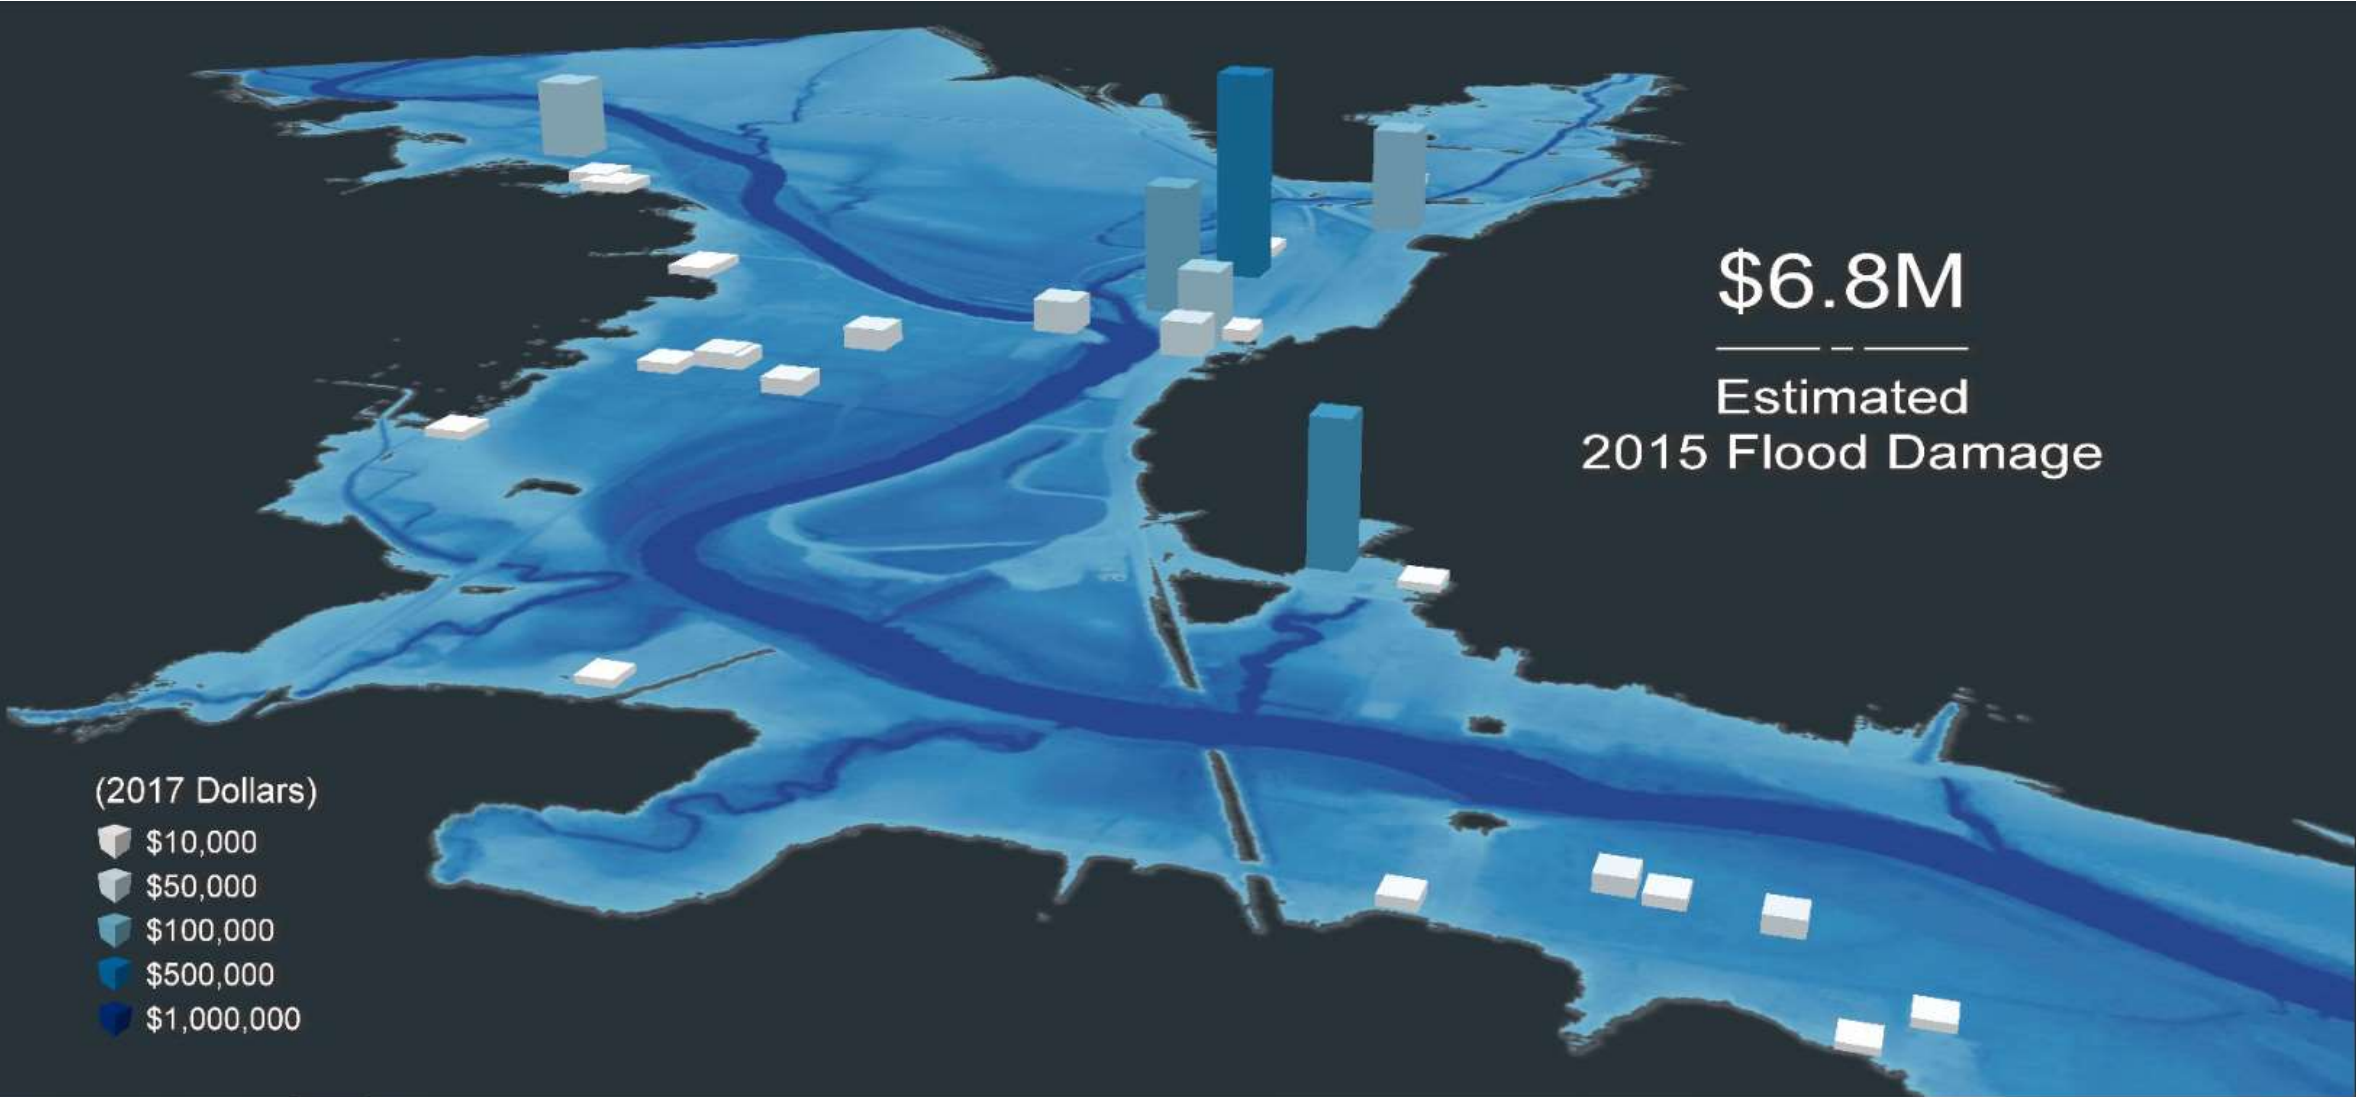 $6.8M
Estimated
2015 Flood Damage
(2017 Dollars)
$10,000
$50,000
$100,000
$500,000
$1,000,000